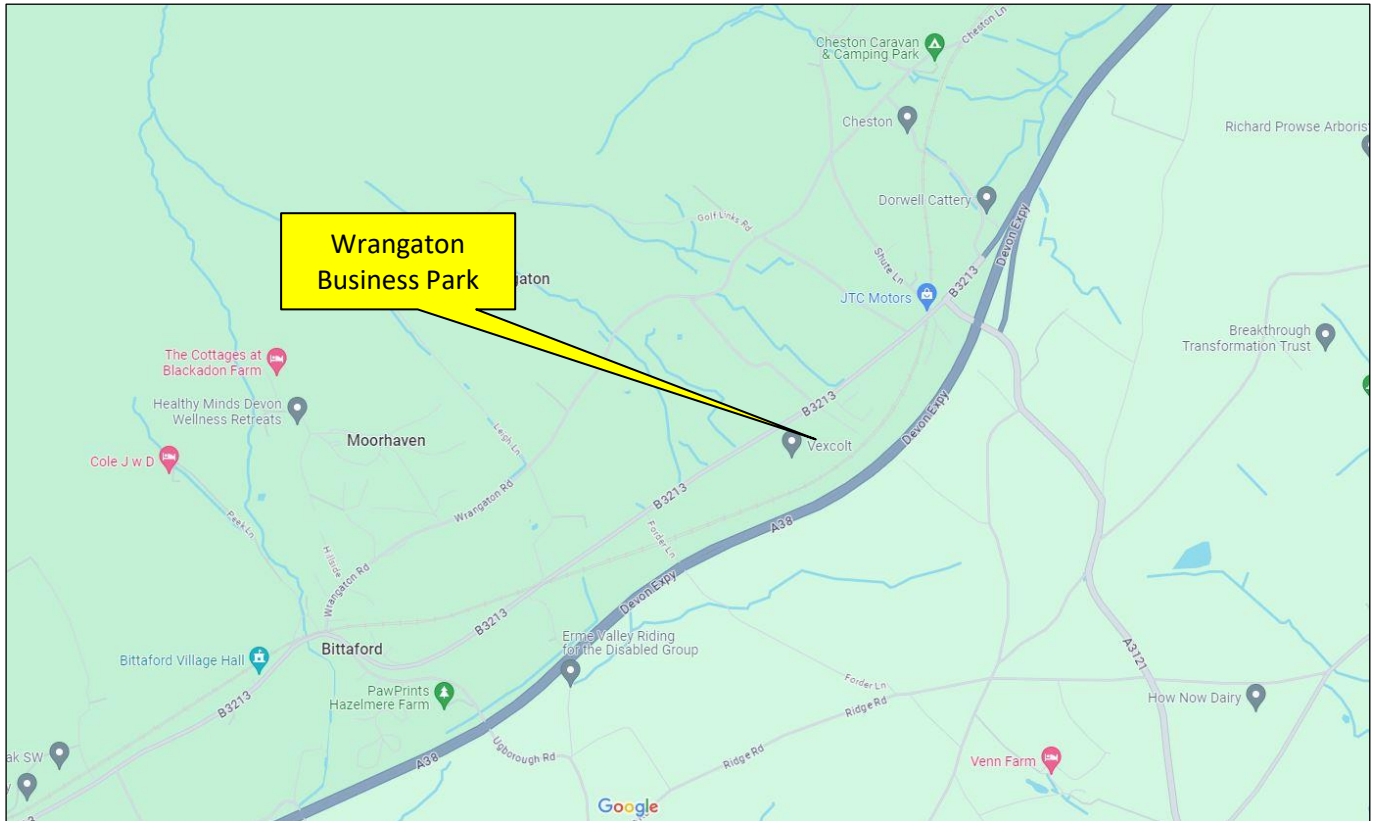 Cheston Ln
Cheston Caravan
& Camping Park
Cheston
Richard Prowse Arboris
Dorwell Cattery
Devon Expy
Golf Links Rd
Wrangaton
Business Park
gaton
Shute Ln
B3213
JTC Motors
Breakthrough
Transformation Trust
The Cottages at
Blackadon Farm
Healthy Minds Devon
Wellness Retreats
Moorhaven
Leigh Ln
B3213
Vexcolt
Devon Expy
Cole J w D
Wrangaton Rd
B3213
Peek Ln
Forder Ln
A38
Hillside
Wrangaton Rd
Devon Expy
B3213
Bittaford
Erme Valley Riding
for the Disabled Group
Bittaford Village Hall
A3121
Forder Ln
PawPrints
Hazelmere Farm
B3213
Ridge Rd
How Now Dairy
Ugborough Rd
Ridge Rd
ak SW
A38
Venn Farm
y
Google
3